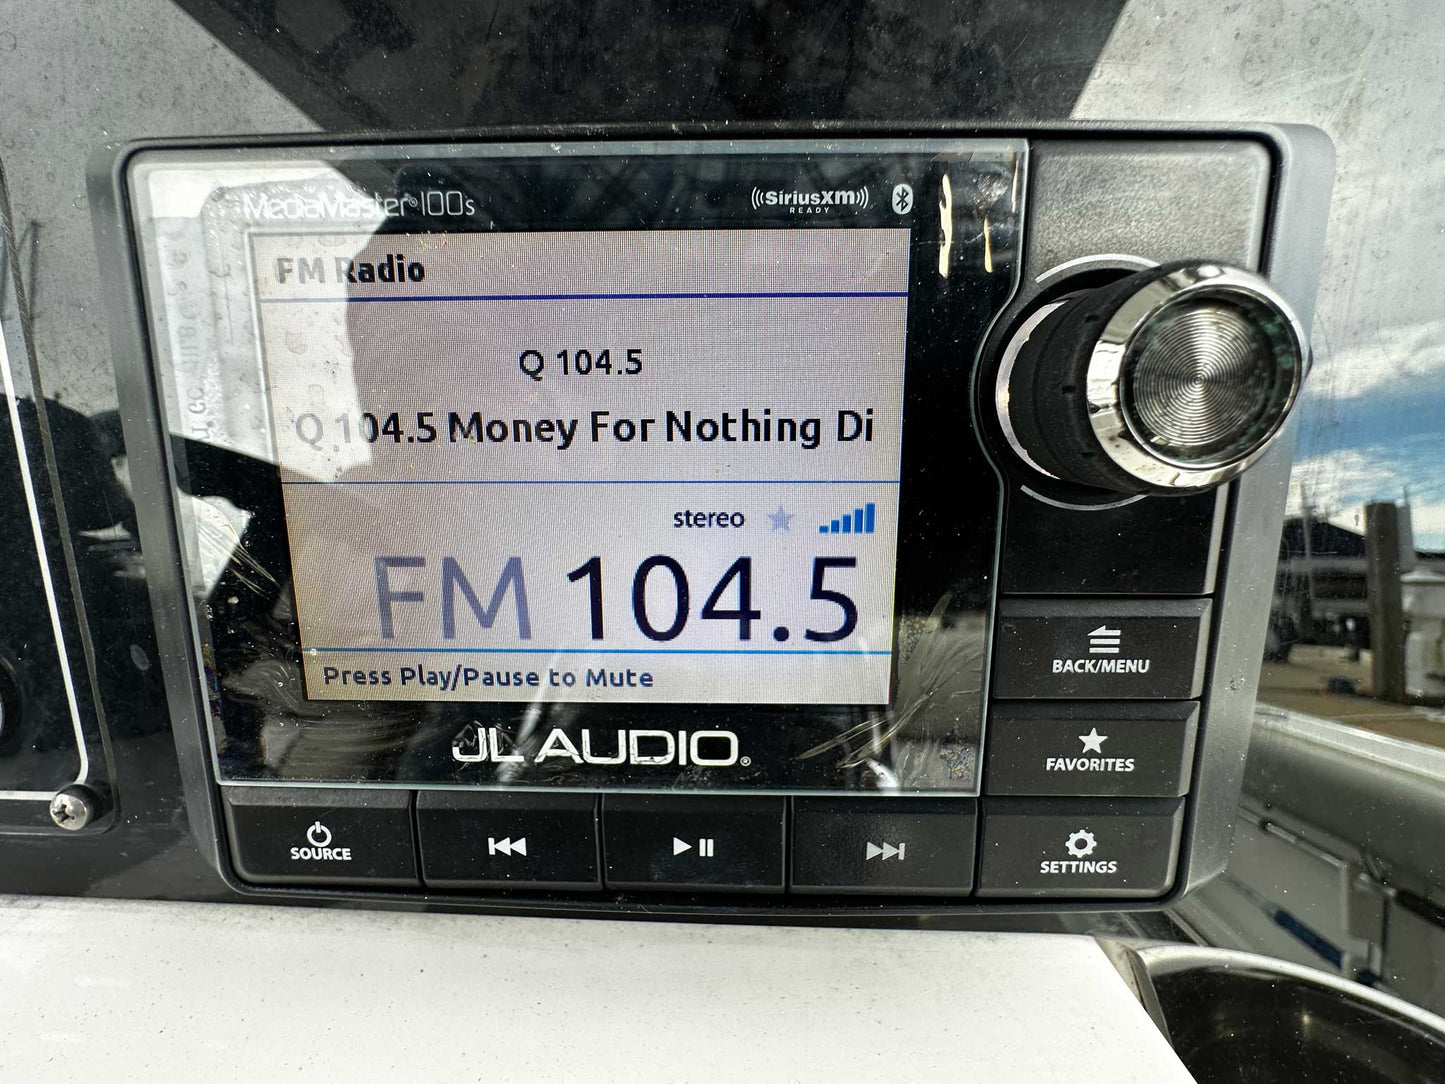 MediaMaster® 100s
((SiriusXM))
READY
FM Radio
Q 104.5
Q 104.5 Money For Nothing Di
stereo
FM 104.5
Press Play/Pause to Mute
JL AUDIO®
BACK/MENU
FAVORITES
SOURCE
SETTINGS